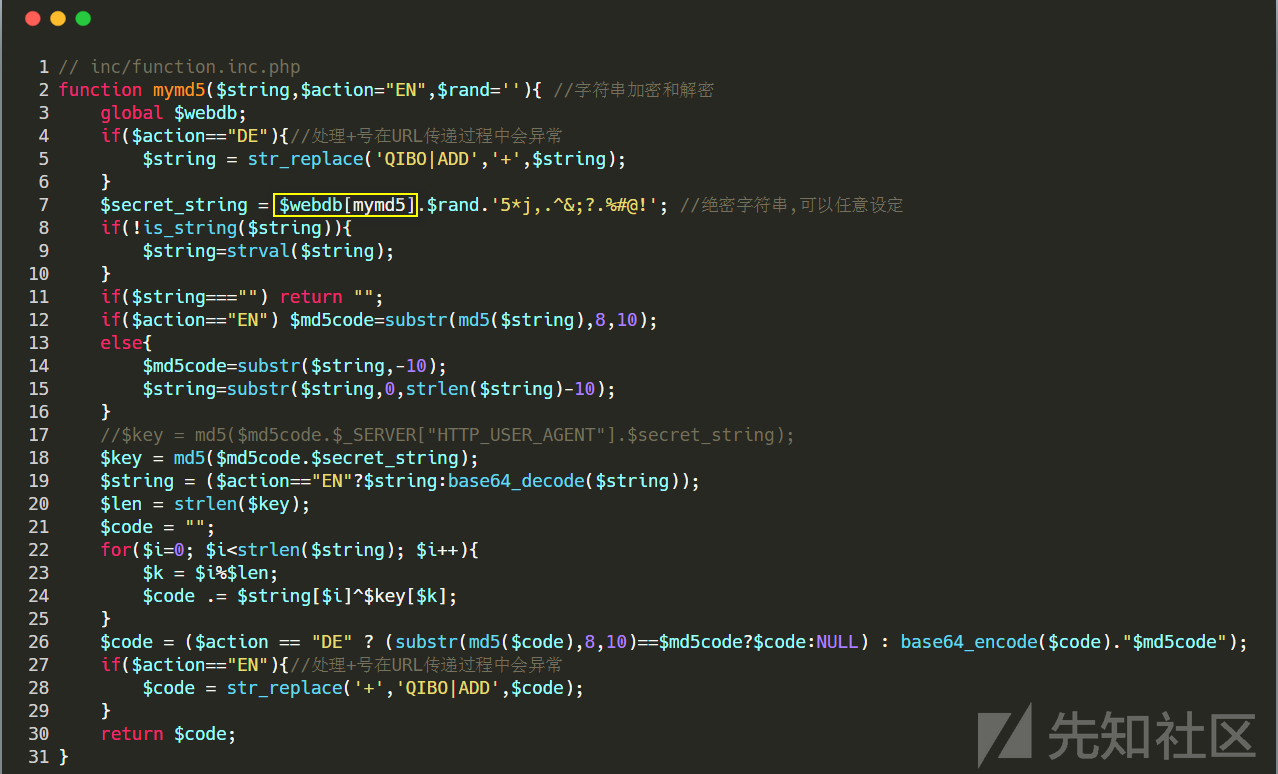 1 // inc/function.inc.php
2 function mymd5($string,$action="EN",$rand=''){ //字符串加密和解密
3     global $webdb;
4     if($action=="DE"){//处理+号在URL传递过程中会异常
5         $string = str_replace('QIBO|ADD','+',$string);
6     }
7     $secret_string = $webdb[mymd5].$rand.'5*j,.^&;?.%#@!'; //绝密字符串,可以任意设定
8     if(!is_string($string)){
9         $string=strval($string);
10     }
11     if($string==="") return "";
12     if($action=="EN") $md5code=substr(md5($string),8,10);
13     else{
14         $md5code=substr($string,-10);
15         $string=substr($string,0,strlen($string)-10);
16     }
17     //$key = md5($md5code.$_SERVER["HTTP_USER_AGENT"].$secret_string);
18     $key = md5($md5code.$secret_string);
19     $string = ($action=="EN"?$string:base64_decode($string));
20     $len = strlen($key);
21     $code = "";
22     for($i=0; $i<strlen($string); $i++){
23         $k = $i%$len;
24         $code .= $string[$i]^$key[$k];
25     }
26     $code = ($action == "DE" ? (substr(md5($code),8,10)==$md5code?$code:NULL) : base64_encode($code)."$md5code");
27     if($action=="EN"){//处理+号在URL传递过程中会异常
28         $code = str_replace('+','QIBO|ADD',$code);
29     }
30     return $code;
31 }
先知社区